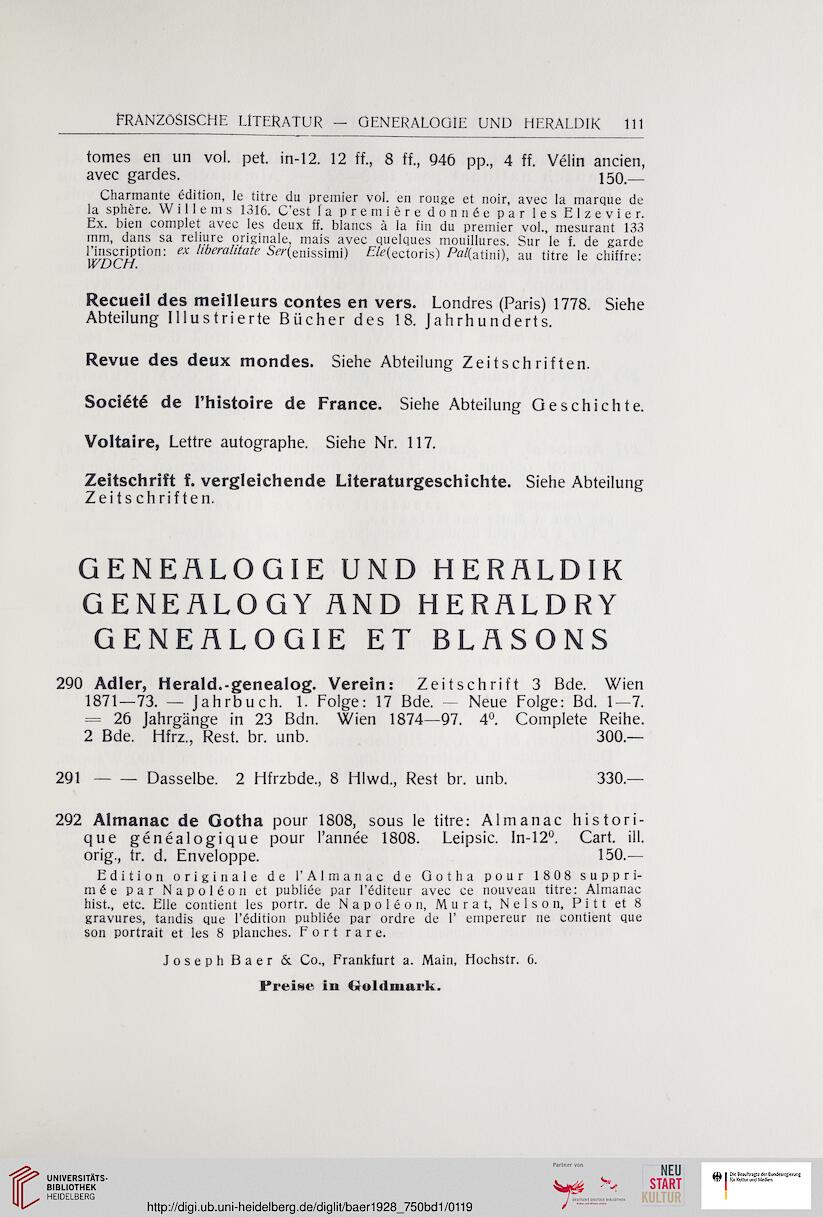 FRANZÖSISCHE LITERATUR — GENERALOGIE UND HERALDIK 111
tomes en un vol. pet. in-12. 12 ff., 8 ff., 946 pp., 4 ff. Vélin ancien,
avec gardes. 150.—
Charmante édition, le titre du premier vol. en rouge et noir, avec la marque de
la sphère. Willems 1316. C'est la première donnée par les Elzevier.
Ex. bien complet avec les deux ff. blancs à la fin du premier vol., mesurant 133
mm, dans sa reliure originale, mais avec quelques mouillures. Sur le f. de garde
l'inscription: ex liberalitate Ser(enissimi) Ele(ectoris) Pal(atini), au titre le chiffre:
WDCH.
Recueil des meilleurs contes en vers. Londres (Paris) 1778. Siehe
Abteilung Illustrierte Bücher des 18. Jahrhunderts.
Revue des deux mondes. Siehe Abteilung Zeitschriften.
Société de l'histoire de France. Siehe Abteilung Geschichte.
Voltaire, Lettre autographe. Siehe Nr. 117.
Zeitschrift f. vergleichende Literaturgeschichte. Siehe Abteilung
Zeitschriften.
GENEALOGIE UND HERALDIK
GENEALOGY AND HERALDRY
GENEALOGIE ET BLASONS
290 Adler, Herald.-genealog. Verein: Zeitschrift 3 Bde. Wien
1871—73. — Jahrbuch. 1. Folge: 17 Bde. — Neue Folge: Bd. 1—7.
= 26 Jahrgänge in 23 Bdn. Wien 1874—97. 4⁰. Complete Reihe.
2 Bde. Hfrz., Rest. br. unb. 300.—
291 — — Dasselbe. 2 Hfrzbde., 8 Hlwd., Rest br. unb. 330.—
292 Almanac de Gotha pour 1808, sous le titre: Almanac histori-
que généalogique pour l'année 1808. Leipsic. In-12⁰. Cart. ill.
orig., tr. d. Enveloppe. 150.—
Edition originale de l'Almanac de Gotha pour 1808 suppri-
mée par Napoléon et publiée par l'éditeur avec ce nouveau titre: Almanac
hist., etc. Elle contient les portr. de Napoléon, Murat, Nelson, Pitt et 8
gravures, tandis que l'édition publiée par ordre de l' empereur ne contient que
son portrait et les 8 planches. Fort rare.
Joseph Baer & Co., Frankfurt a. Main, Hochstr. 6.
Preise in Goldmark.
UNIVERSITÄTS-
BIBLIOTHEK
HEIDELBERG
http://digi.ub.uni-heidelberg.de/diglit/baer1928_750bd1/0119
Partner von
DEUTSCHE DIGITALE BIBLIOTHEK
NEU
START
KULTUR
Die Beauftragte der Bundesregierung
für Kultur und Medien